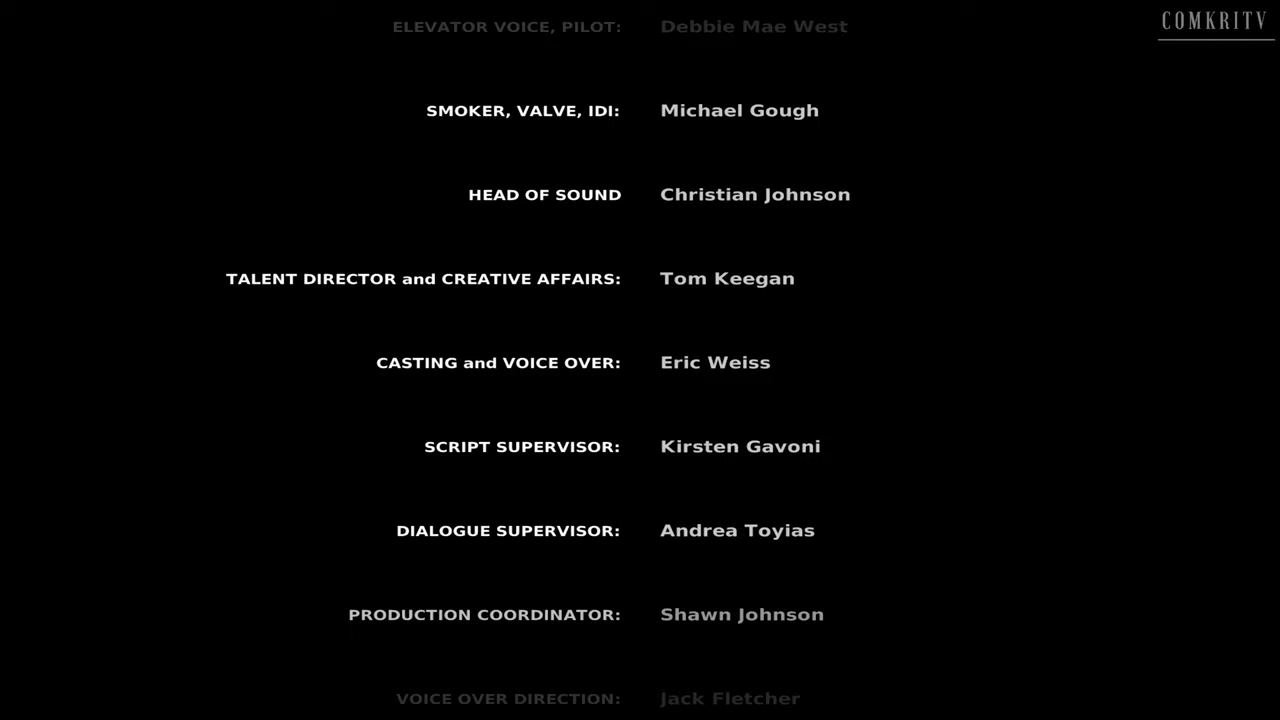 COMKRITV
ELEVATOR VOICE, PILOT: Debbie Mae West
SMOKER, VALVE, IDI: Michael Gough
HEAD OF SOUND Christian Johnson
TALENT DIRECTOR and CREATIVE AFFAIRS: Tom Keegan
CASTING and VOICE OVER: Eric Weiss
SCRIPT SUPERVISOR: Kirsten Gavoni
DIALOGUE SUPERVISOR: Andrea Toyias
PRODUCTION COORDINATOR: Shawn Johnson
VOICE OVER DIRECTION: Jack Fletcher